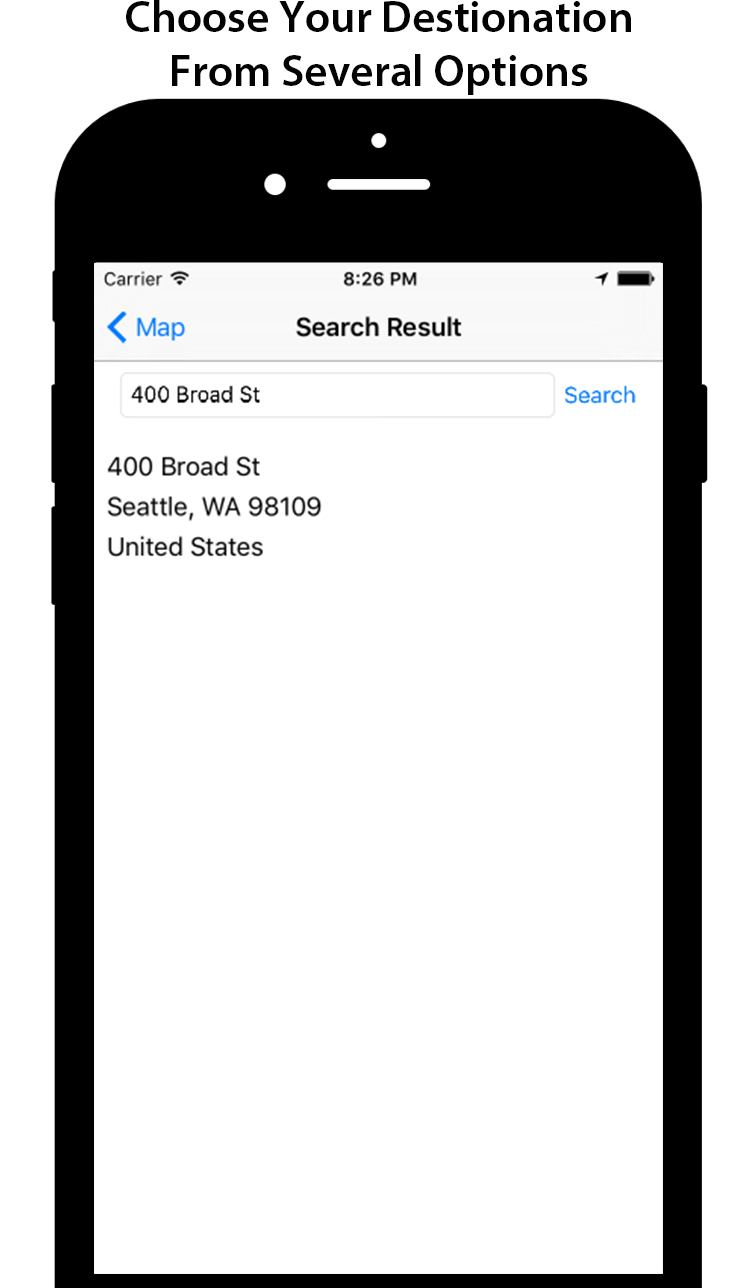 Choose Your Destionation
From Several Options
Carrier 8:26 PM
Map Search Result
400 Broad St Search
400 Broad St
Seattle, WA 98109
United States